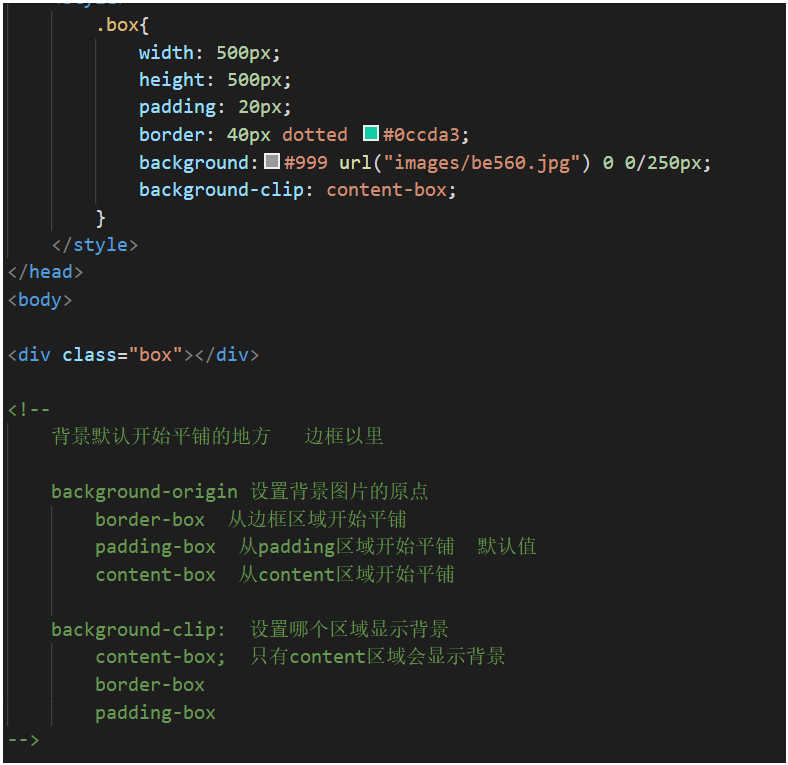 .box{
width: 500px;
height: 500px;
padding: 20px;
border: 40px dotted #0ccda3;
background:#999 url("images/be560.jpg") 0 0/250px;
background-clip: content-box;
}
</style>
</head>
<body>
<div class="box"></div>
<!--
背景默认开始平铺的地方 边框以里
background-origin 设置背景图片的原点
border-box 从边框区域开始平铺
padding-box 从padding区域开始平铺 默认值
content-box 从content区域开始平铺
background-clip: 设置哪个区域显示背景
content-box; 只有content区域会显示背景
border-box
padding-box
-->